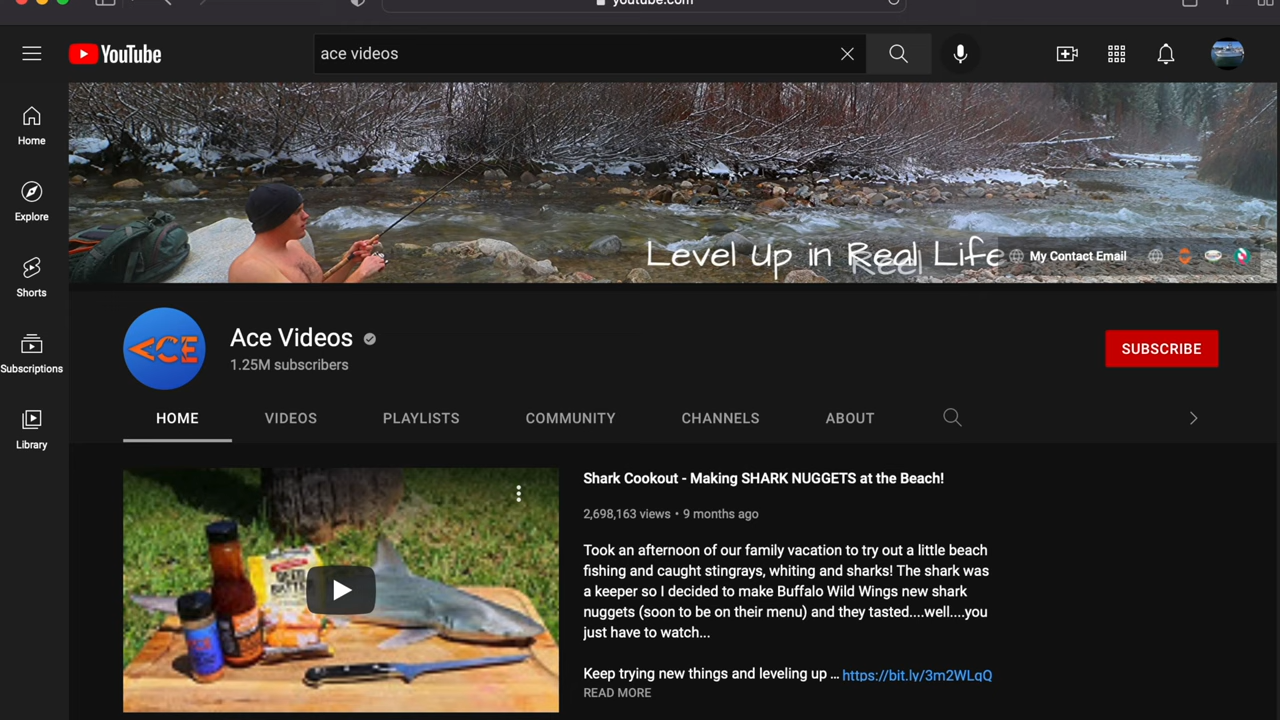 youtube.com
YouTube
ace videos
Home
Explore
Shorts
Subscriptions
Library
Level Up in Real Life
Reel
My Contact Email
ACE
Ace Videos
1.25M subscribers
SUBSCRIBE
HOME VIDEOS PLAYLISTS COMMUNITY CHANNELS ABOUT
Shark Cookout - Making SHARK NUGGETS at the Beach!
2,698,163 views • 9 months ago
Took an afternoon of our family vacation to try out a little beach
fishing and caught stingrays, whiting and sharks! The shark was
a keeper so I decided to make Buffalo Wild Wings new shark
nuggets (soon to be on their menu) and they tasted....well....you
just have to watch...
Keep trying new things and leveling up ... https://bit.ly/3m2WLqQ
READ MORE
ACE